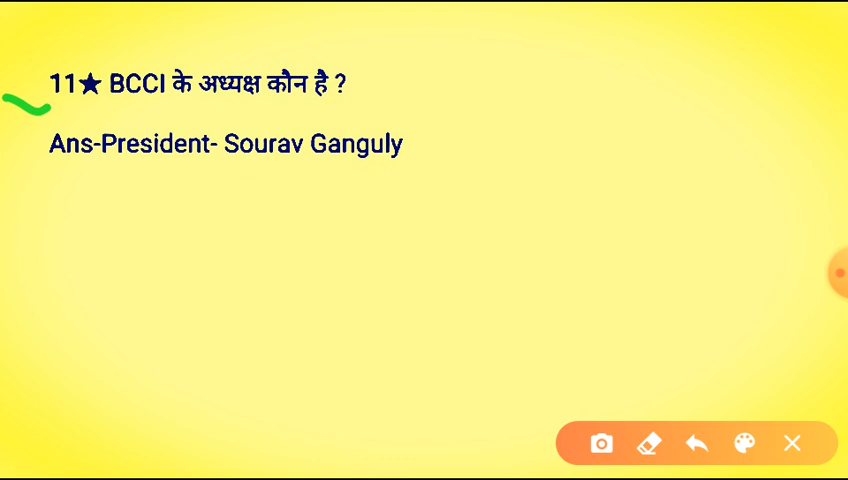 11★ BCCI के अध्यक्ष कौन है ?
Ans-President- Sourav Ganguly